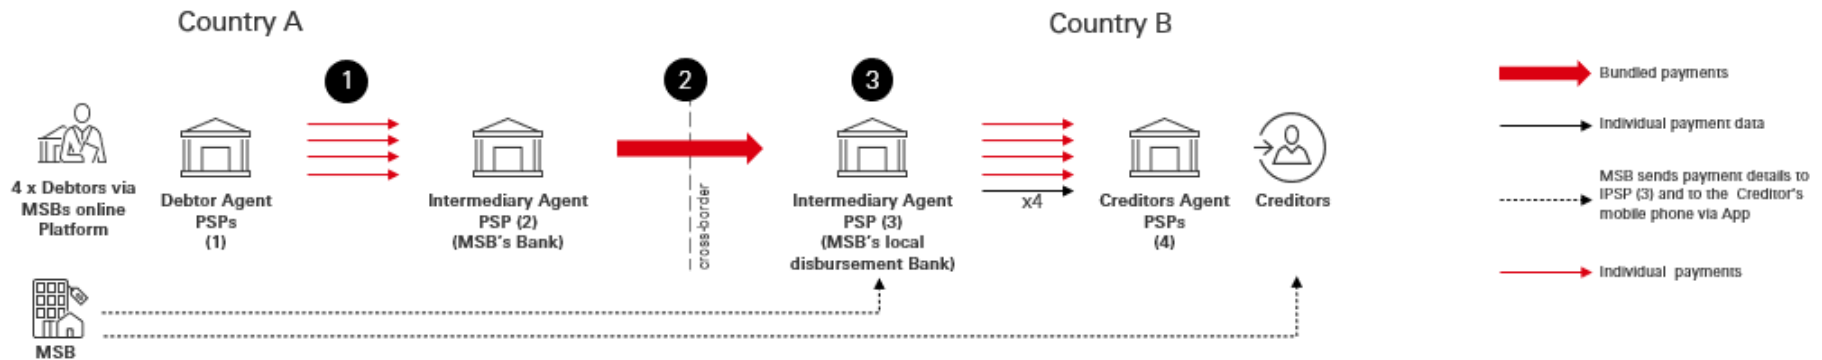 Country A
Country B
1
2
3
4 x Debtors via
MSBs online
Platform
Debtor Agent
PSPs
(1)
Intermediary Agent
PSP (2)
(MSB's Bank)
cross-border
Intermediary Agent
PSP (3)
(MSB's local
disbursement Bank)
x4
Creditors Agent
PSPs
(4)
Creditors
MSB
Bundled payments
Individual payment data
MSB sends payment details to
IPSP (3) and to the Creditor's
mobile phone via App
Individual payments